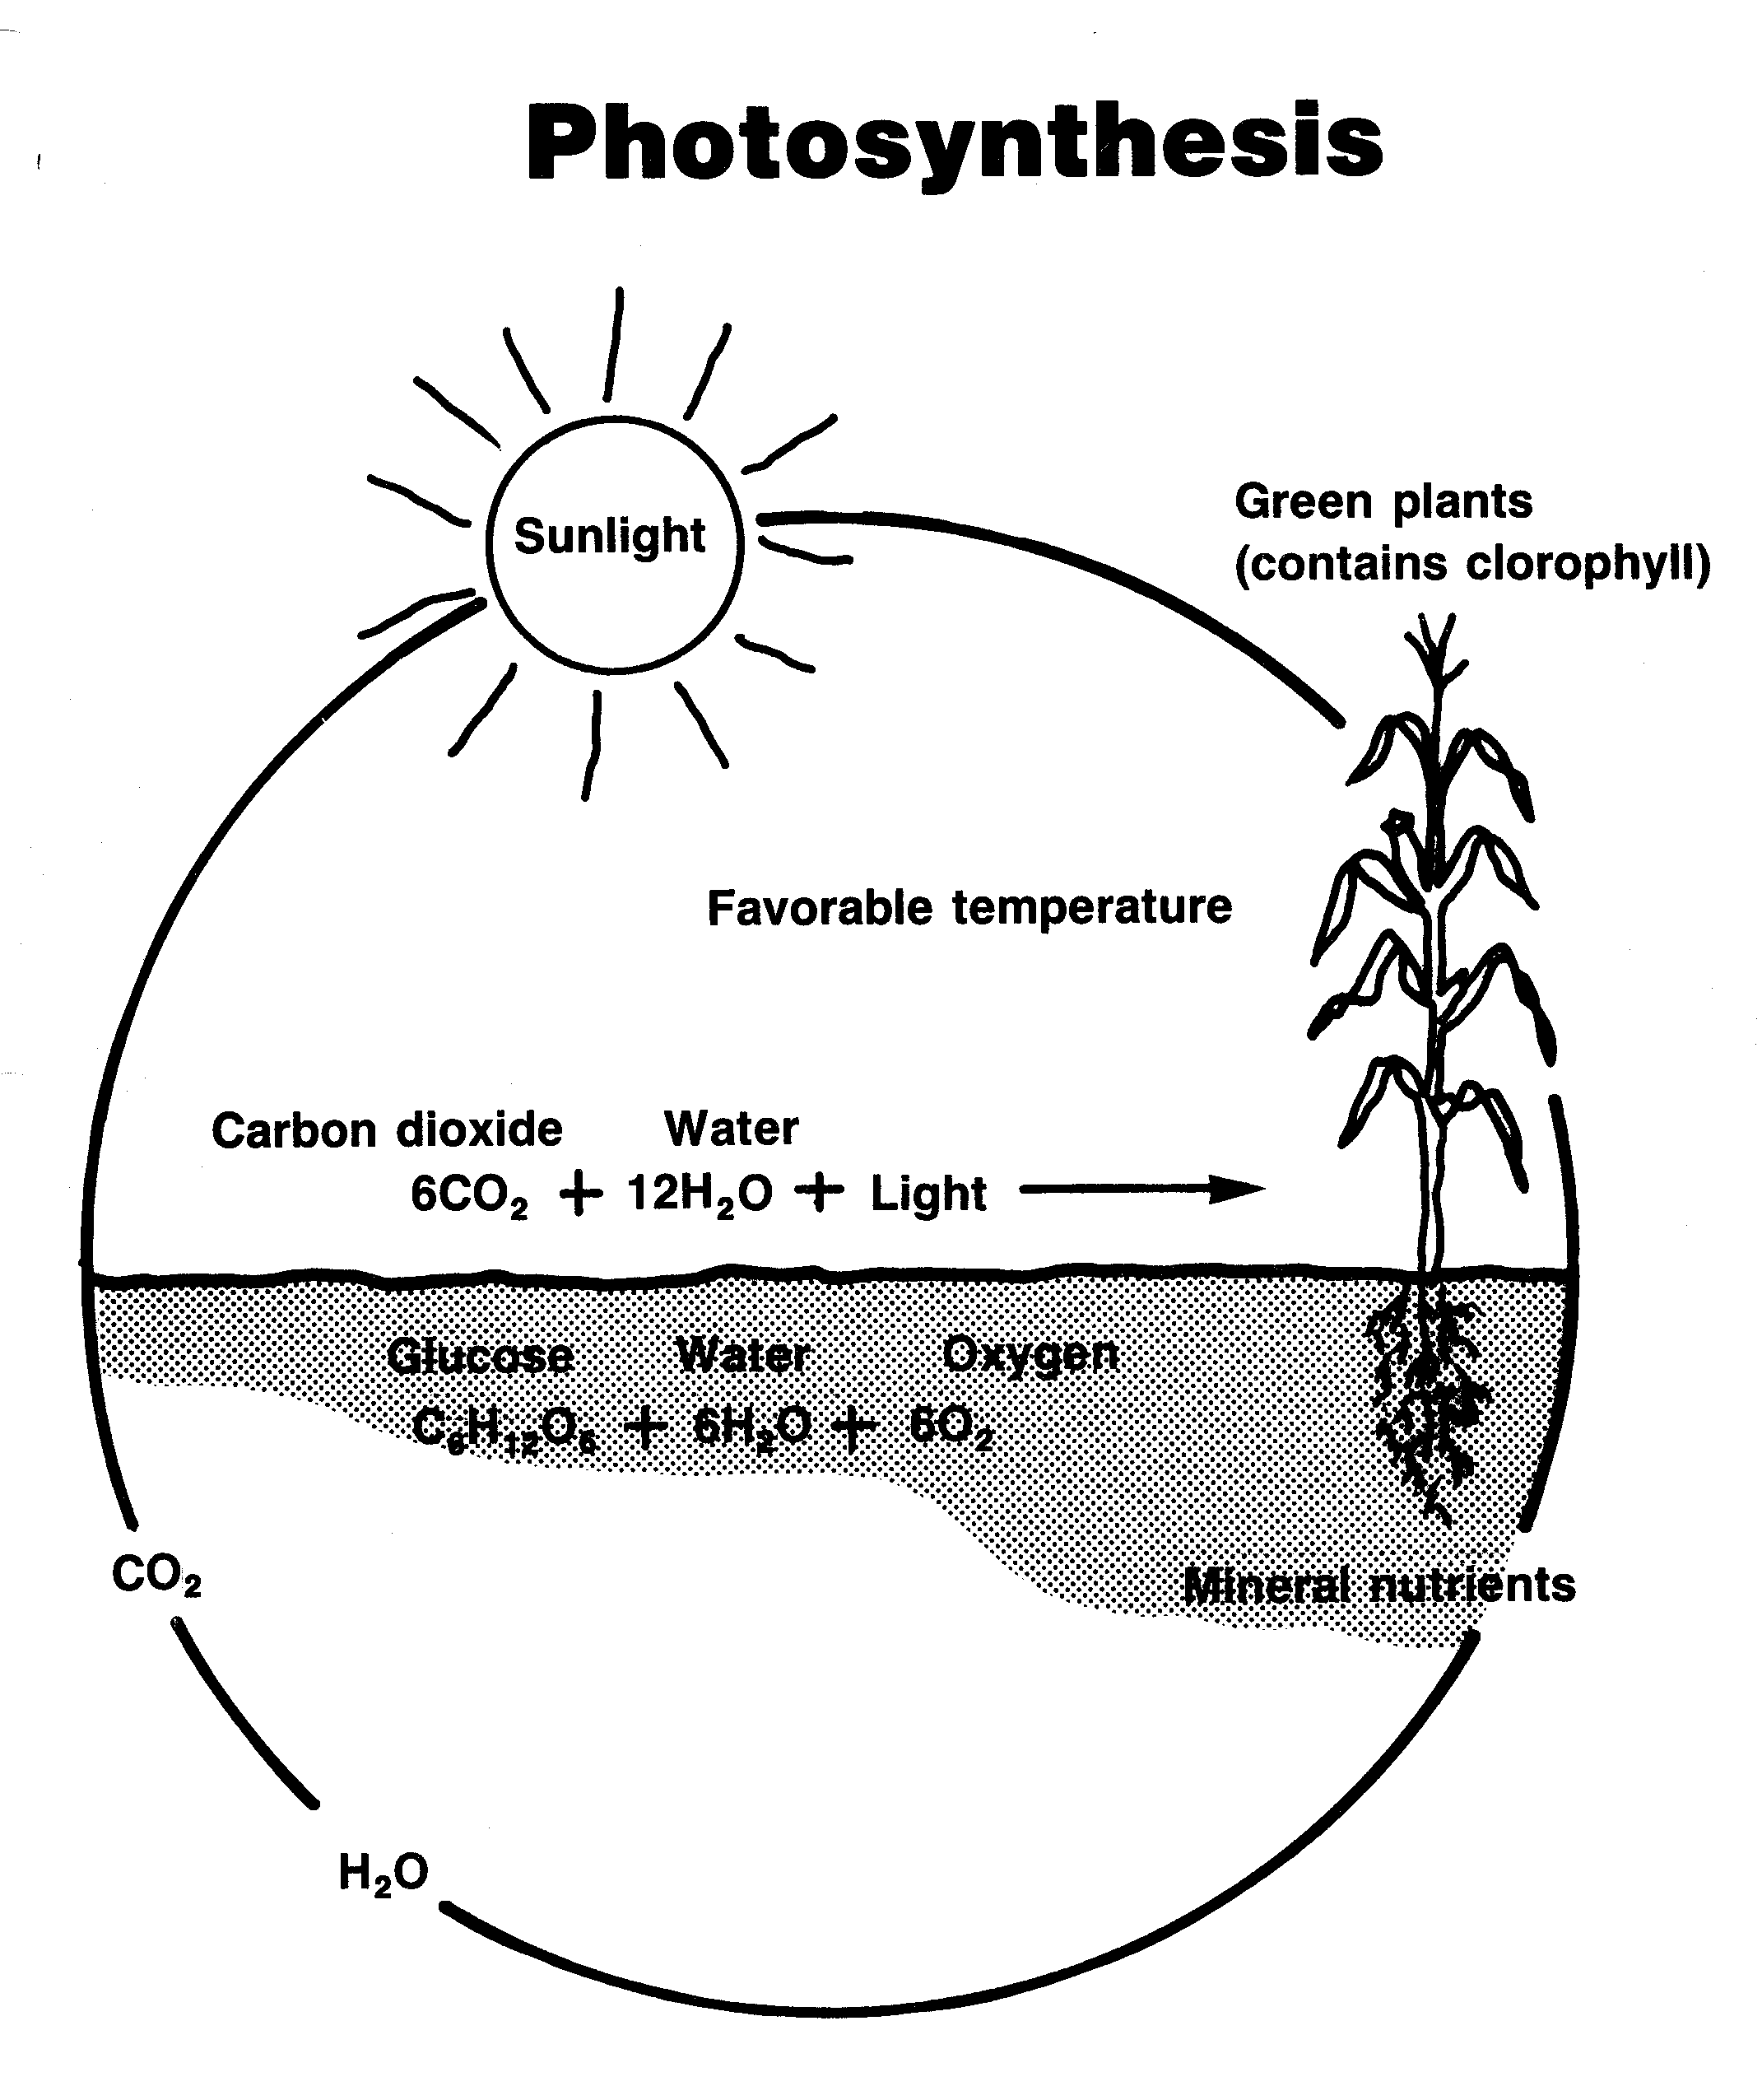 Photosynthesis
Sunlight
Green plants
(contains clorophyll)
Favorable temperature
Carbon dioxide Water
6CO₂ + 12H₂O + Light
Glucose Water Oxygen
C₆H₁₂O₆ + 6H₂O + 6O₂
Mineral nutrients
CO₂
H₂O